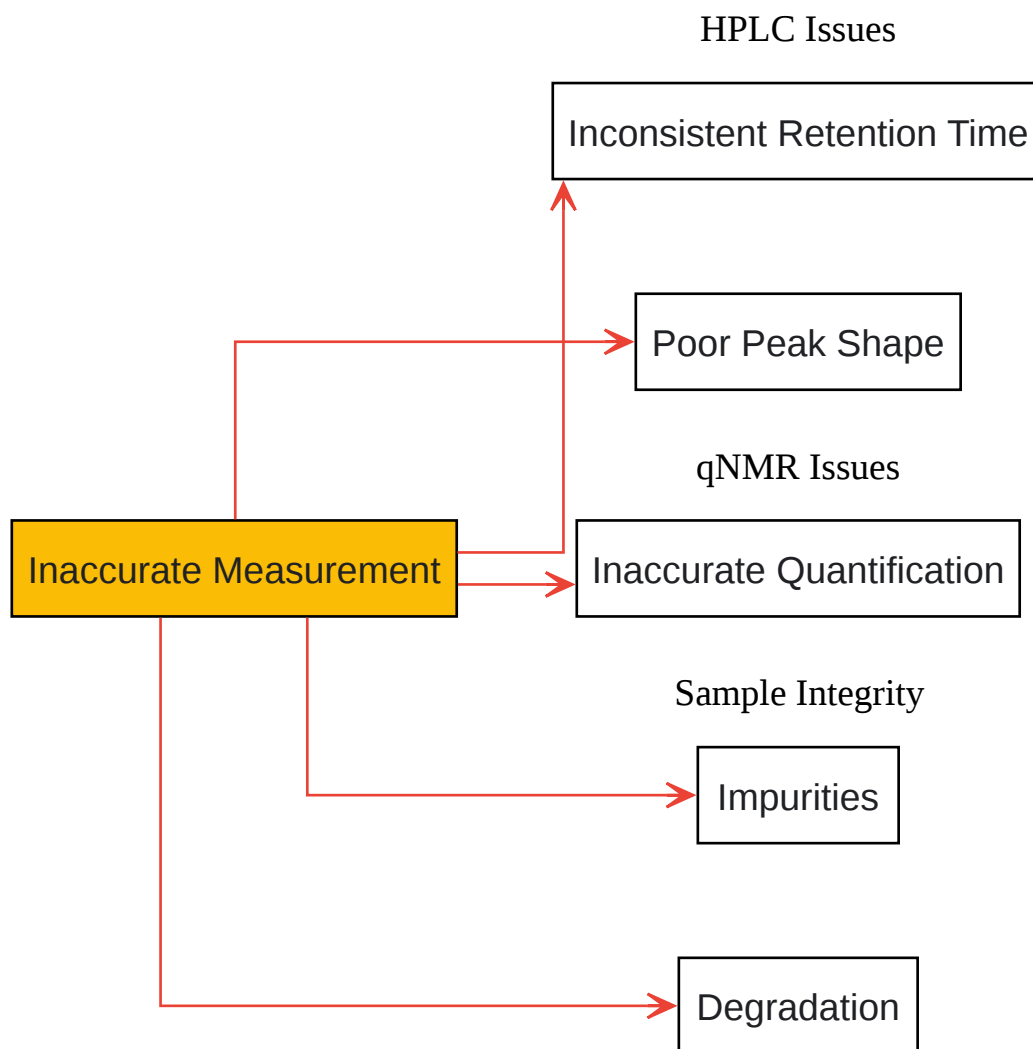 HPLC Issues
Inconsistent Retention Time
Poor Peak Shape
qNMR Issues
Inaccurate Measurement
Inaccurate Quantification
Sample Integrity
Impurities
Degradation